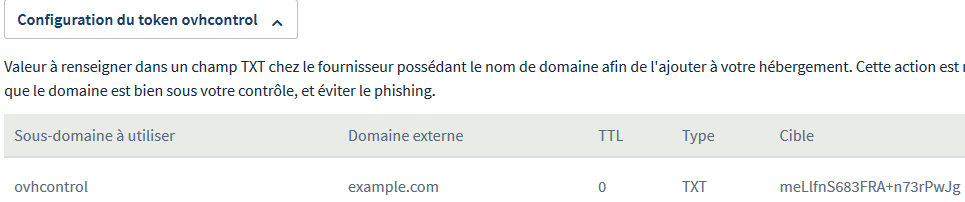 Configuration du token ovhcontrol
Valeur à renseigner dans un champ TXT chez le fournisseur possédant le nom de domaine afin de l'ajouter à votre hébergement. Cette action est
que le domaine est bien sous votre contrôle, et éviter le phishing.
Sous-domaine à utiliser Domaine externe TTL Type Cible
ovhcontrol example.com 0 TXT meLlfnS683FRA+n73rPwJg